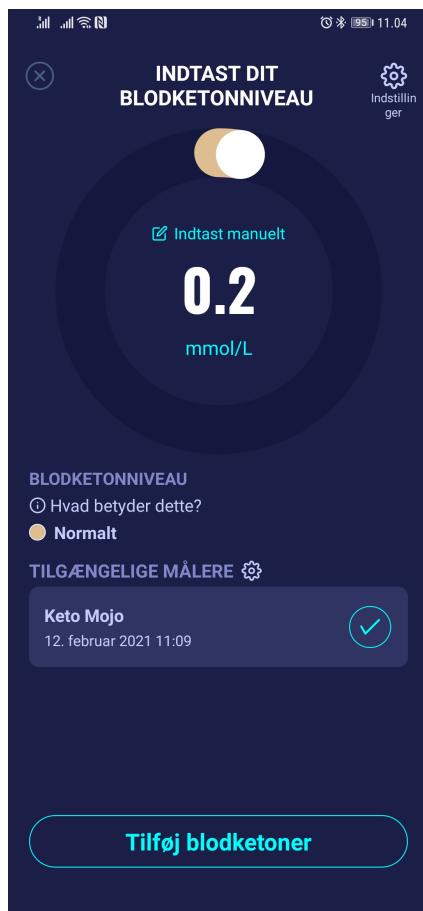 95 11.04
INDTAST DIT
BLODKETONNIVEAU
Indstillin
ger
Indtast manuelt
0.2
mmol/L
BLODKETONNIVEAU
Hvad betyder dette?
Normalt
TILGÆNGELIGE MÅLERE
Keto Mojo
12. februar 2021 11:09
Tilføj blodketoner